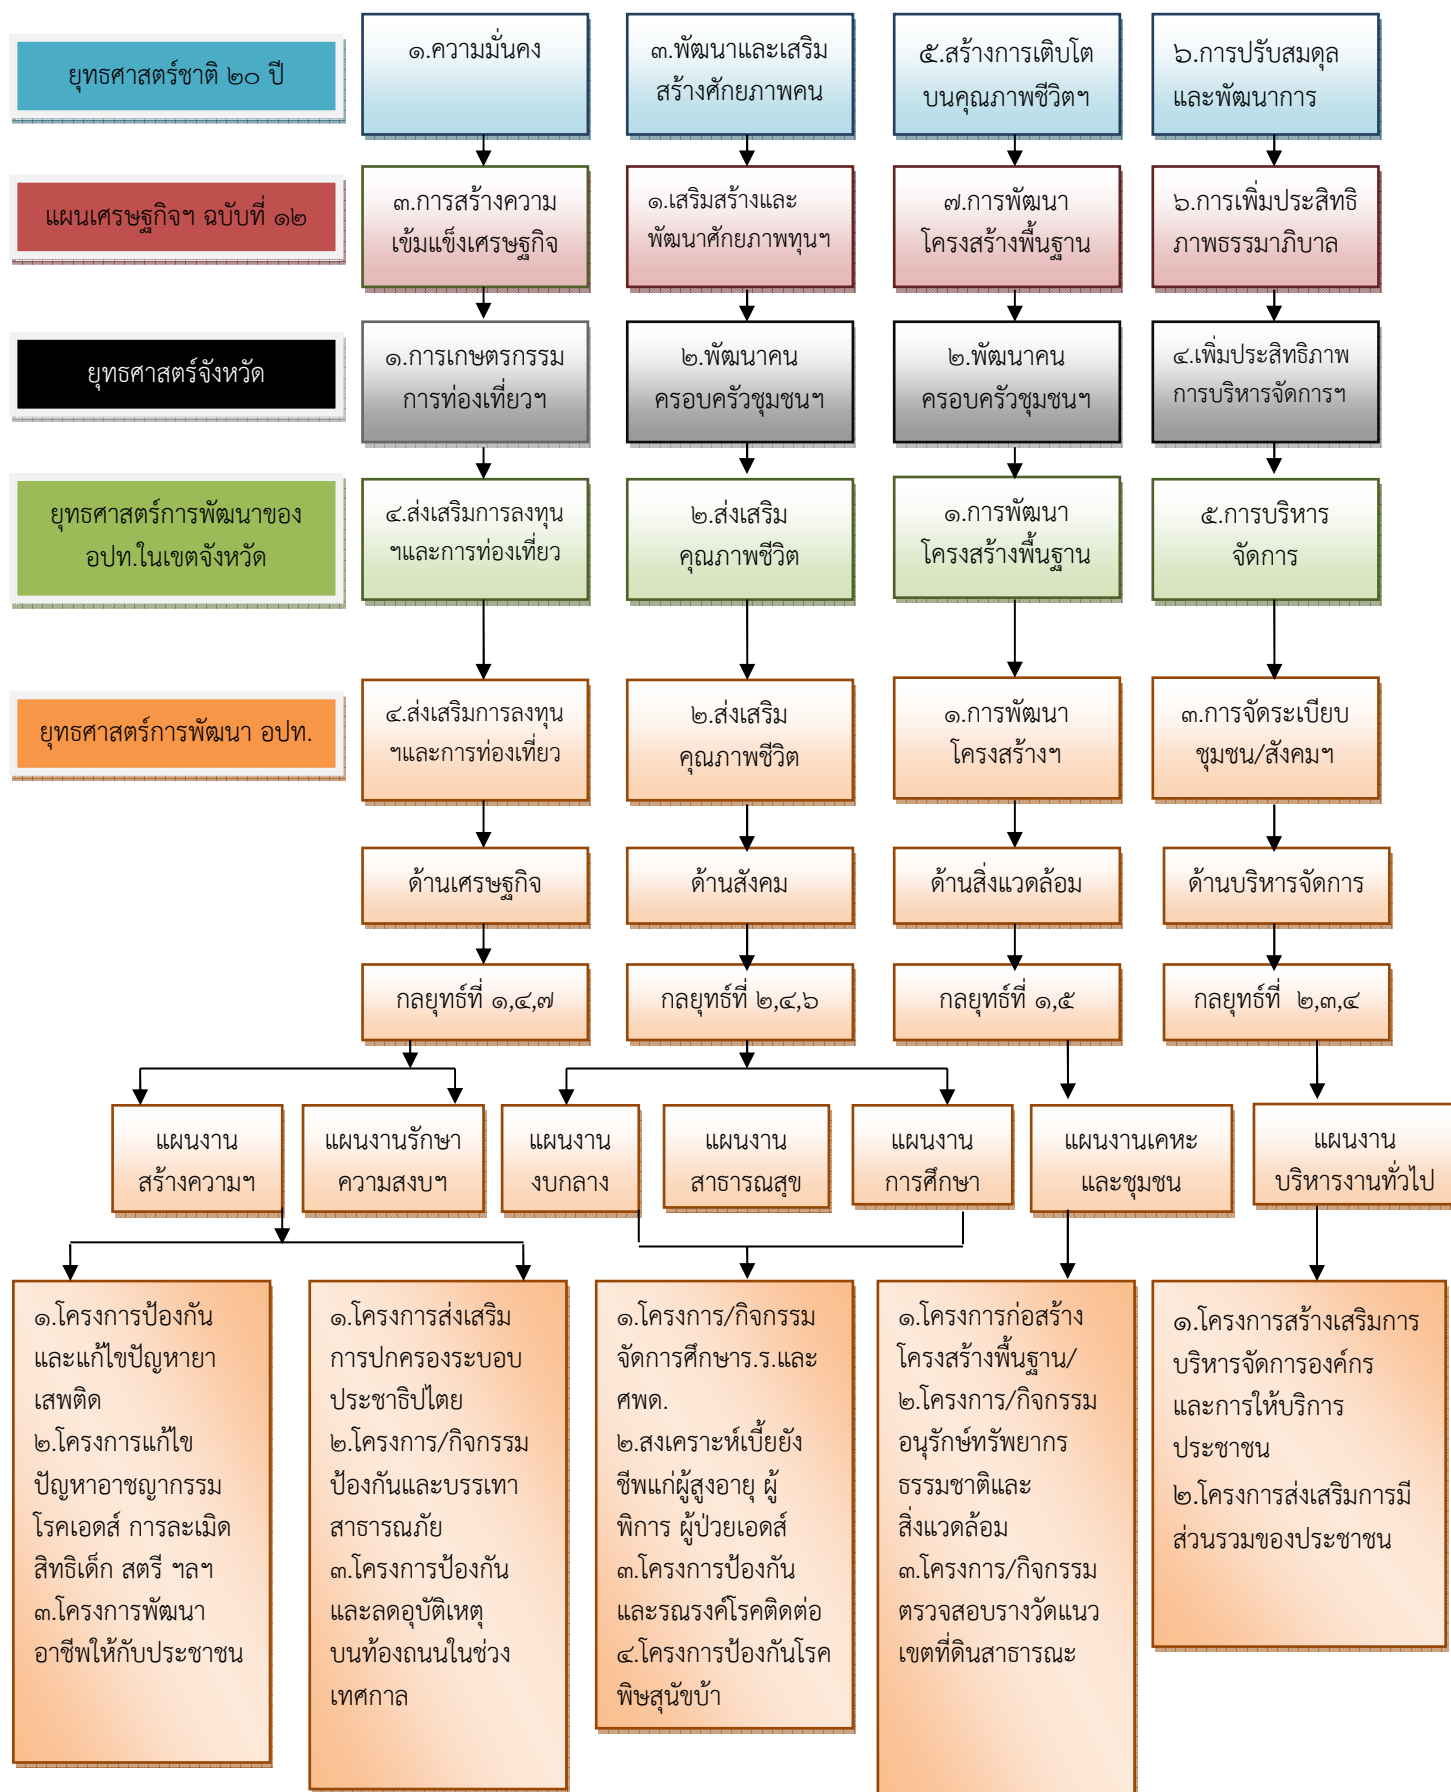 ยุทธศาสตร์ชาติ ๒๐ ปี
๑.ความมั่นคง
๓.พัฒนาและเสริม
สร้างศักยภาพคน
๕.สร้างการเติบโต
บนคุณภาพชีวิตฯ
๖.การปรับสมดุล
และพัฒนาการ
แผนเศรษฐกิจฯ ฉบับที่ ๑๒
๓.การสร้างความ
เข้มแข็งเศรษฐกิจ
๑.เสริมสร้างและ
พัฒนาศักยภาพทุนฯ
๗.การพัฒนา
โครงสร้างพื้นฐาน
๖.การเพิ่มประสิทธิ
ภาพธรรมาภิบาล
ยุทธศาสตร์จังหวัด
๑.การเกษตรกรรม
การท่องเที่ยวฯ
๒.พัฒนาคน
ครอบครัวชุมชนฯ
๒.พัฒนาคน
ครอบครัวชุมชนฯ
๔.เพิ่มประสิทธิภาพ
การบริหารจัดการฯ
ยุทธศาสตร์การพัฒนาของ
อปท.ในเขตจังหวัด
๔.ส่งเสริมการลงทุน
ฯและการท่องเที่ยว
๒.ส่งเสริม
คุณภาพชีวิต
๑.การพัฒนา
โครงสร้างพื้นฐาน
๕.การบริหาร
จัดการ
ยุทธศาสตร์การพัฒนา อปท.
๔.ส่งเสริมการลงทุน
ฯและการท่องเที่ยว
๒.ส่งเสริม
คุณภาพชีวิต
๑.การพัฒนา
โครงสร้างฯ
๓.การจัดระเบียบ
ชุมชน/สังคมฯ
ด้านเศรษฐกิจ
ด้านสังคม
ด้านสิ่งแวดล้อม
ด้านบริหารจัดการ
กลยุทธ์ที่ ๑,๔,๗
กลยุทธ์ที่ ๒,๔,๖
กลยุทธ์ที่ ๑,๕
กลยุทธ์ที่ ๒,๓,๔
แผนงาน
สร้างความฯ
แผนงานรักษา
ความสงบฯ
แผนงาน
งบกลาง
แผนงาน
สาธารณสุข
แผนงาน
การศึกษา
แผนงานเคหะ
และชุมชน
แผนงาน
บริหารงานทั่วไป
๑.โครงการป้องกัน
และแก้ไขปัญหายา
เสพติด
๒.โครงการแก้ไข
ปัญหาอาชญากรรม
โรคเอดส์ การละเมิด
สิทธิเด็ก สตรี ฯลฯ
๓.โครงการพัฒนา
อาชีพให้กับประชาชน
๑.โครงการส่งเสริม
การปกครองระบอบ
ประชาธิปไตย
๒.โครงการ/กิจกรรม
ป้องกันและบรรเทา
สาธารณภัย
๓.โครงการป้องกัน
และลดอุบัติเหตุ
บนท้องถนนในช่วง
เทศกาล
๑.โครงการ/กิจกรรม
จัดการศึกษาร.ร.และ
ศพด.
๒.สงเคราะห์เบี้ยยัง
ชีพแก่ผู้สูงอายุ ผู้
พิการ ผู้ป่วยเอดส์
๓.โครงการป้องกัน
และรณรงค์โรคติดต่อ
๔.โครงการป้องกันโรค
พิษสุนัขบ้า
๑.โครงการก่อสร้าง
โครงสร้างพื้นฐาน/
๒.โครงการ/กิจกรรม
อนุรักษ์ทรัพยากร
ธรรมชาติและ
สิ่งแวดล้อม
๓.โครงการ/กิจกรรม
ตรวจสอบรางวัดแนว
เขตที่ดินสาธารณะ
๑.โครงการสร้างเสริมการ
บริหารจัดการองค์กร
และการให้บริการ
ประชาชน
๒.โครงการส่งเสริมการมี
ส่วนรวมของประชาชน